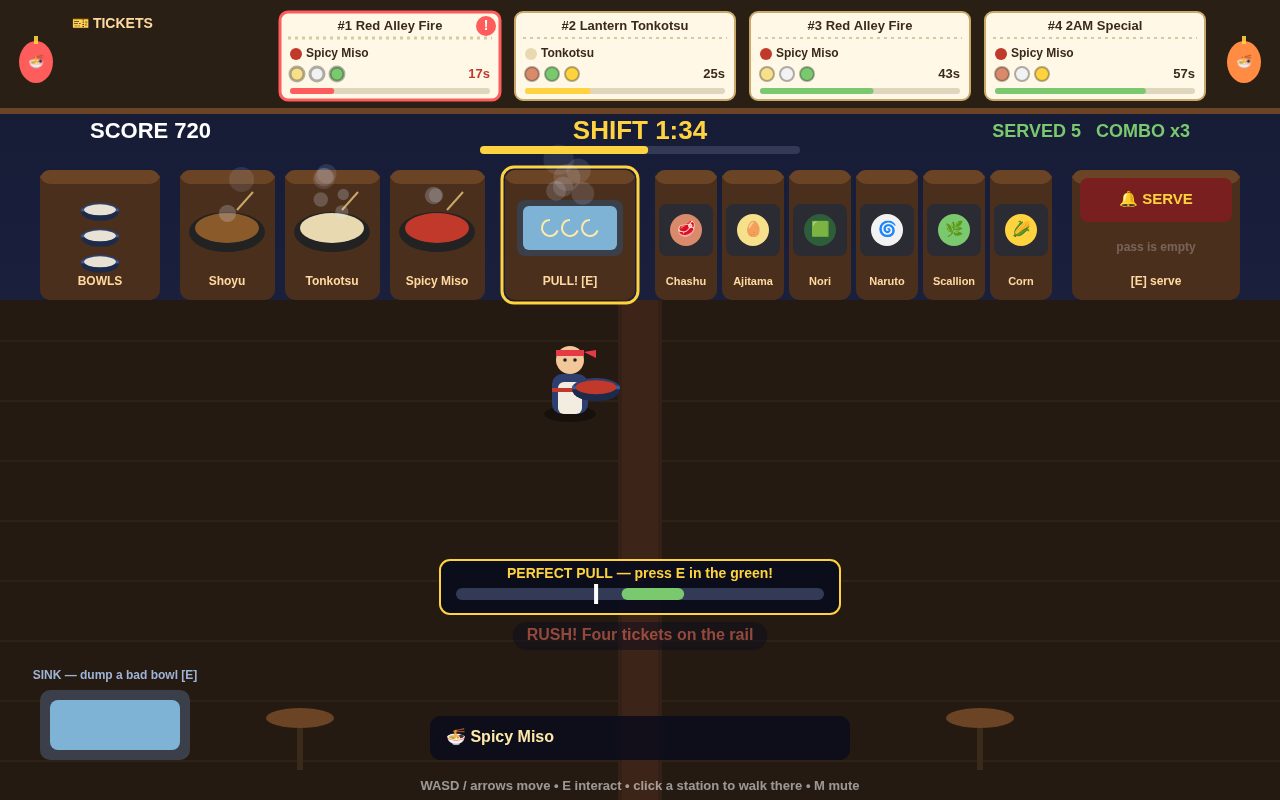 🎫 TICKETS
#1 Red Alley Fire
!
Spicy Miso
17s
#2 Lantern Tonkotsu
Tonkotsu
25s
#3 Red Alley Fire
Spicy Miso
43s
#4 2AM Special
Spicy Miso
57s
SCORE 720
SHIFT 1:34
SERVED 5 COMBO x3
BOWLS
Shoyu
Tonkotsu
Spicy Miso
PULL! [E]
Chashu
Ajitama
Nori
Naruto
Scallion
Corn
🔔 SERVE
pass is empty
[E] serve
PERFECT PULL — press E in the green!
RUSH! Four tickets on the rail
SINK — dump a bad bowl [E]
🍜 Spicy Miso
WASD / arrows move • E interact • click a station to walk there • M mute